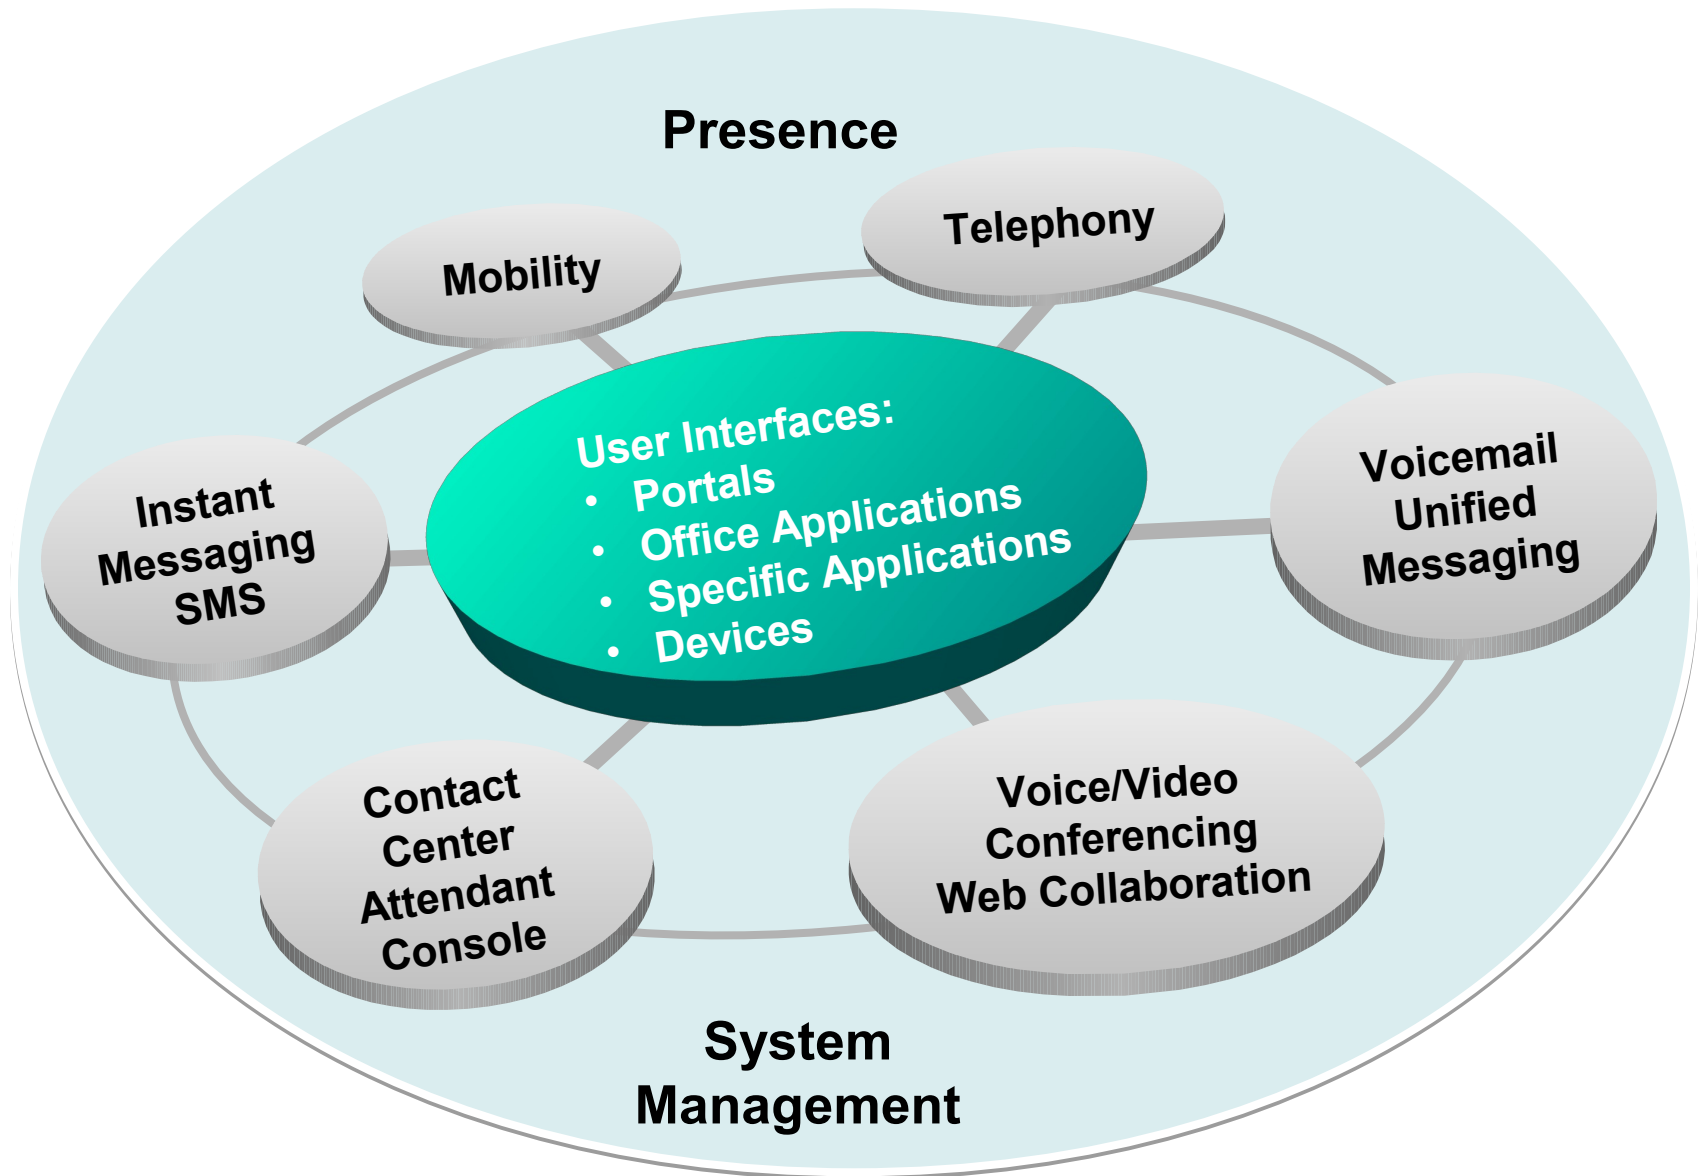 Presence
Telephony
Mobility
User Interfaces:
• Portals
• Office Applications
• Specific Applications
• Devices
Voicemail
Unified
Messaging
Instant
Messaging
SMS
Contact
Center
Attendant
Console
Voice/Video
Conferencing
Web Collaboration
System
Management